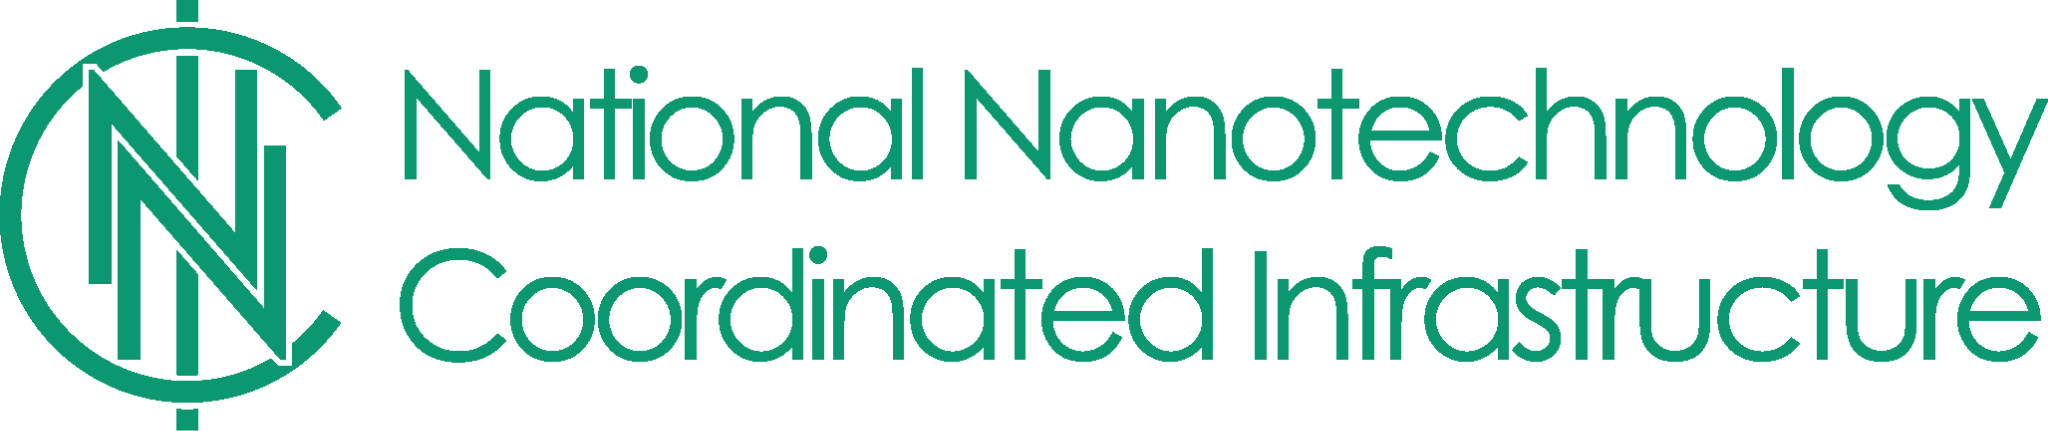 National Nanotechnology
Coordinated Infrastructure